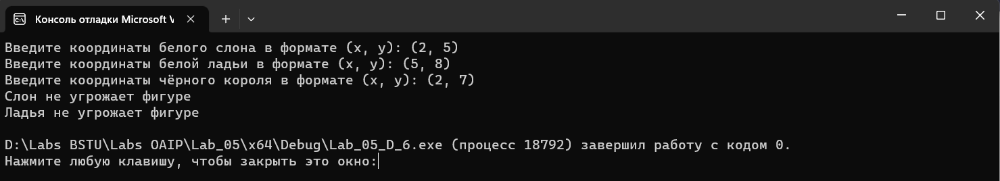 Консоль отладки Microsoft V
Введите координаты белого слона в формате (x, y): (2, 5)
Введите координаты белой ладьи в формате (x, y): (5, 8)
Введите координаты чёрного короля в формате (x, y): (2, 7)
Слон не угрожает фигуре
Ладья не угрожает фигуре
D:\Labs BSTU\Labs OAIP\Lab_05\x64\Debug\Lab_05_D_6.exe (процесс 18792) завершил работу с кодом 0.
Нажмите любую клавишу, чтобы закрыть это окно: